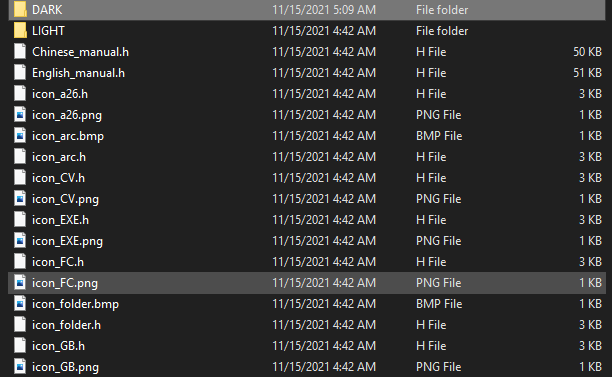 DARK 11/15/2021 5:09 AM File folder
LIGHT 11/15/2021 4:42 AM File folder
Chinese_manual.h 11/15/2021 4:42 AM H File 50 KB
English_manual.h 11/15/2021 4:42 AM H File 51 KB
icon_a26.h 11/15/2021 4:42 AM H File 3 KB
icon_a26.png 11/15/2021 4:42 AM PNG File 1 KB
icon_arc.bmp 11/15/2021 4:42 AM BMP File 1 KB
icon_arc.h 11/15/2021 4:42 AM H File 3 KB
icon_CV.h 11/15/2021 4:42 AM H File 3 KB
icon_CV.png 11/15/2021 4:42 AM PNG File 1 KB
icon_EXE.h 11/15/2021 4:42 AM H File 3 KB
icon_EXE.png 11/15/2021 4:42 AM PNG File 1 KB
icon_FC.h 11/15/2021 4:42 AM H File 3 KB
icon_FC.png 11/15/2021 4:42 AM PNG File 1 KB
icon_folder.bmp 11/15/2021 4:42 AM BMP File 1 KB
icon_folder.h 11/15/2021 4:42 AM H File 3 KB
icon_GB.h 11/15/2021 4:42 AM H File 3 KB
icon_GB.png 11/15/2021 4:42 AM PNG File 1 KB